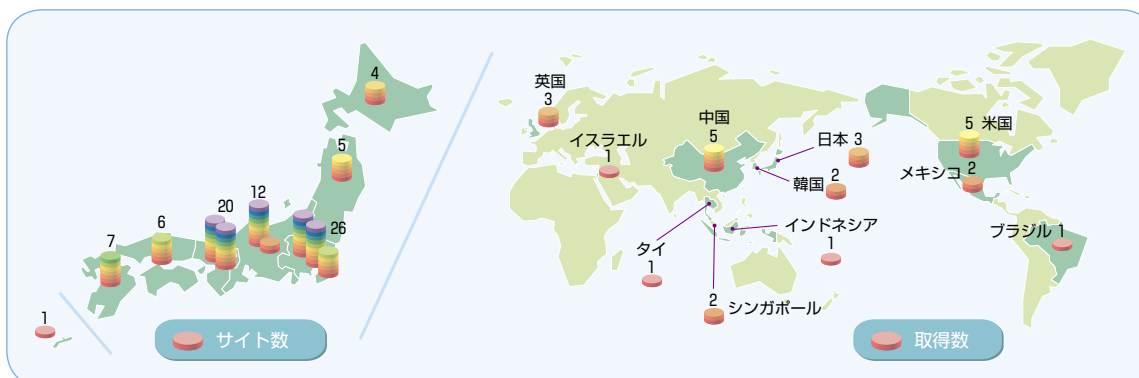 4
5
12
20
6
26
7
1
サイト数
英国
3
イスラエル
1
中国
5
日本 3
韓国
2
タイ
1
インドネシア
1
2 シンガポール
5 米国
メキシコ 2
ブラジル 1
取得数